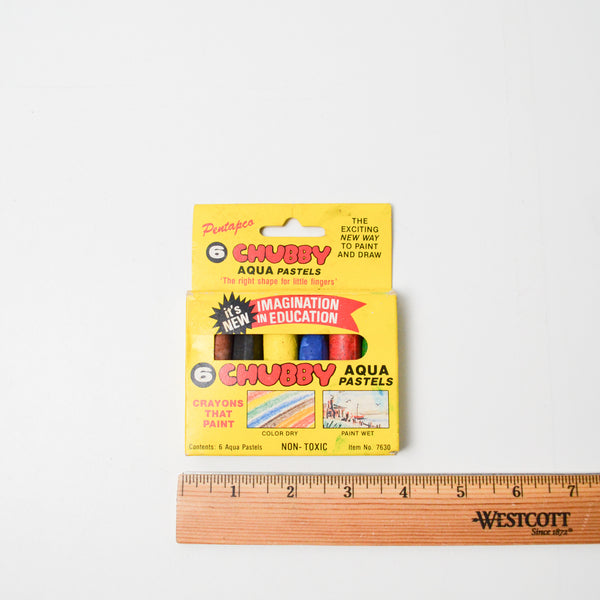 Pentapco
6 CHUBBY
AQUA PASTELS
"The right shape for little fingers"
THE
EXCITING
NEW WAY
TO PAINT
AND DRAW
it's
NEW
IMAGINATION
IN EDUCATION
6 CHUBBY
AQUA
PASTELS
CRAYONS
THAT
PAINT
COLOR DRY
PAINT WET
Contents: 6 Aqua Pastels
NON-TOXIC
Item No. 7630
1 2 3 4 5 6 7
WESTCOTT
Since 1872®